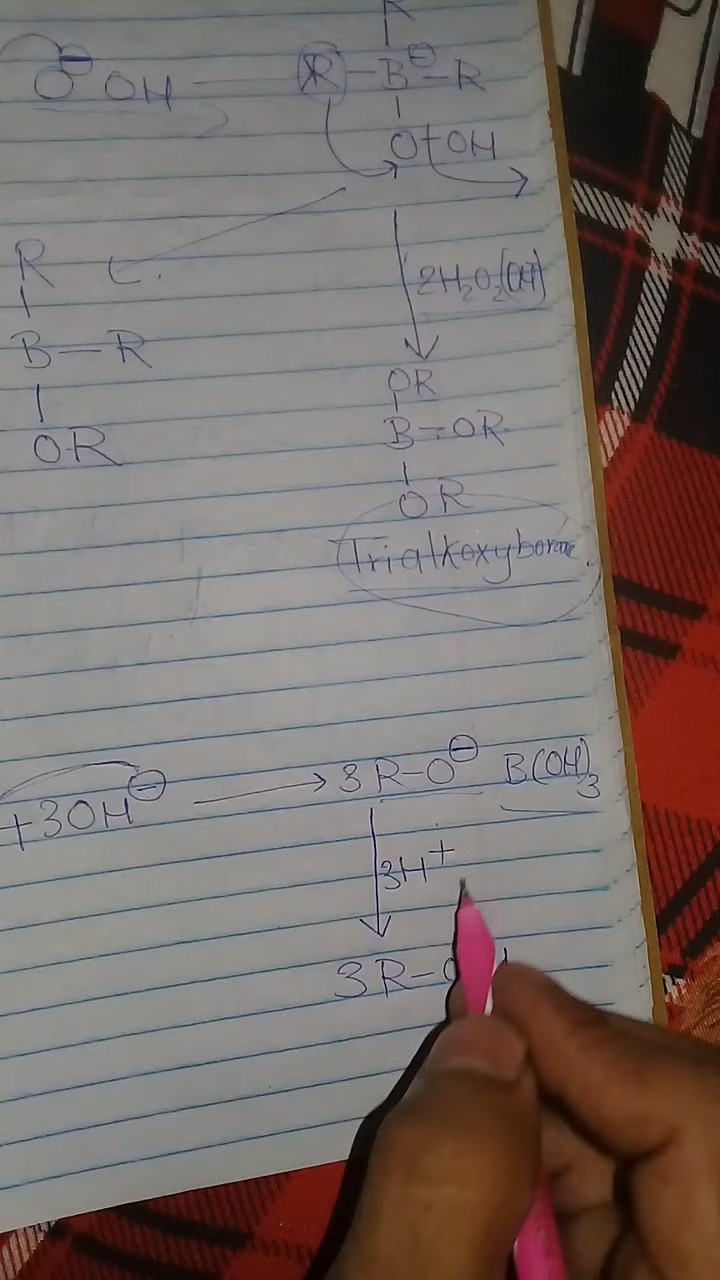 R
O⊖ OH R—B⊖—R
O OH
R
2H₂O₂(OH)
B—R
OR
OR
B—OR
OR
Trialkoxyborane
+3OH⊖ → 3R-O⊖ B(OH)₃
3H⁺
3R-